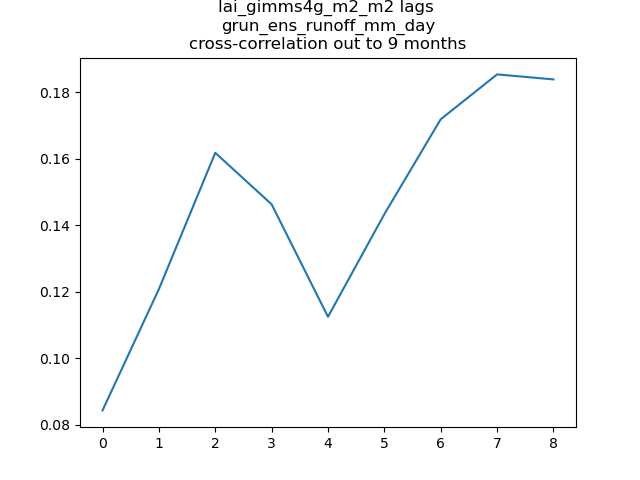 lai_gimms4g_m2_m2 lags
grun_ens_runoff_mm_day
cross-correlation out to 9 months
0.18
0.16
0.14
0.12
0.10
0.08
0 1 2 3 4 5 6 7 8